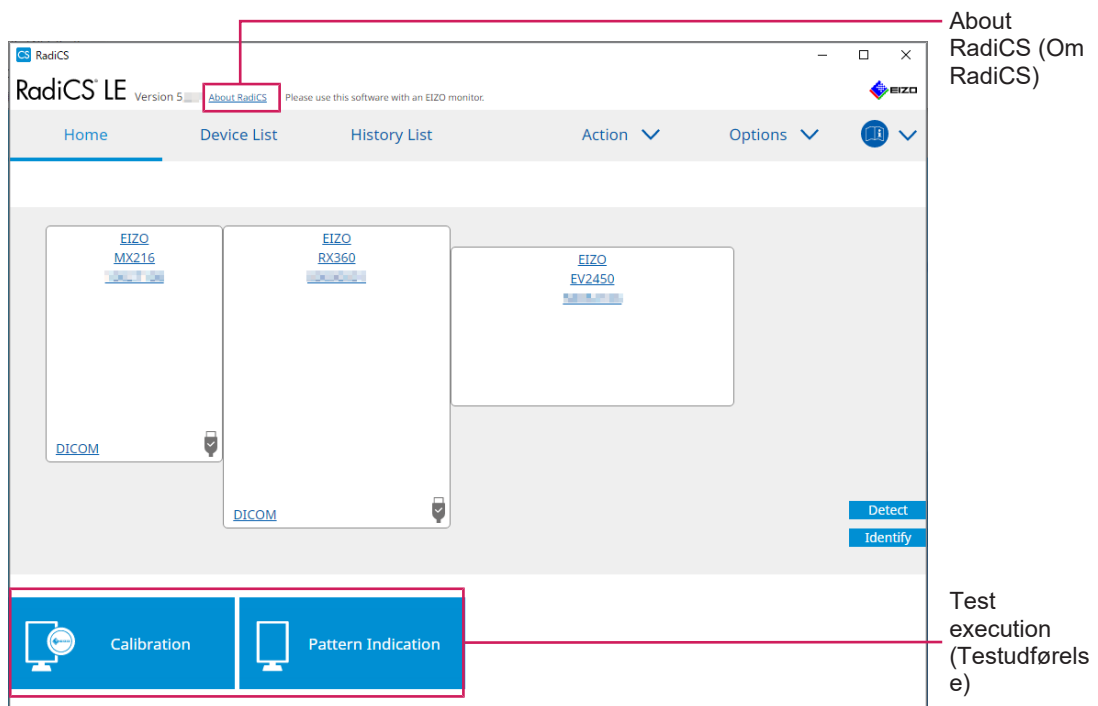 About
RadiCS (Om
RadiCS)
CS RadiCS
RadiCS® LE Version 5 About RadiCS Please use this software with an EIZO monitor. EIZO
Home Device List History List Action Options
EIZO
MX216
EIZO
RX360
EIZO
EV2450
DICOM
DICOM
Detect
Identify
Calibration Pattern Indication
Test
execution
(Testudførels
e)